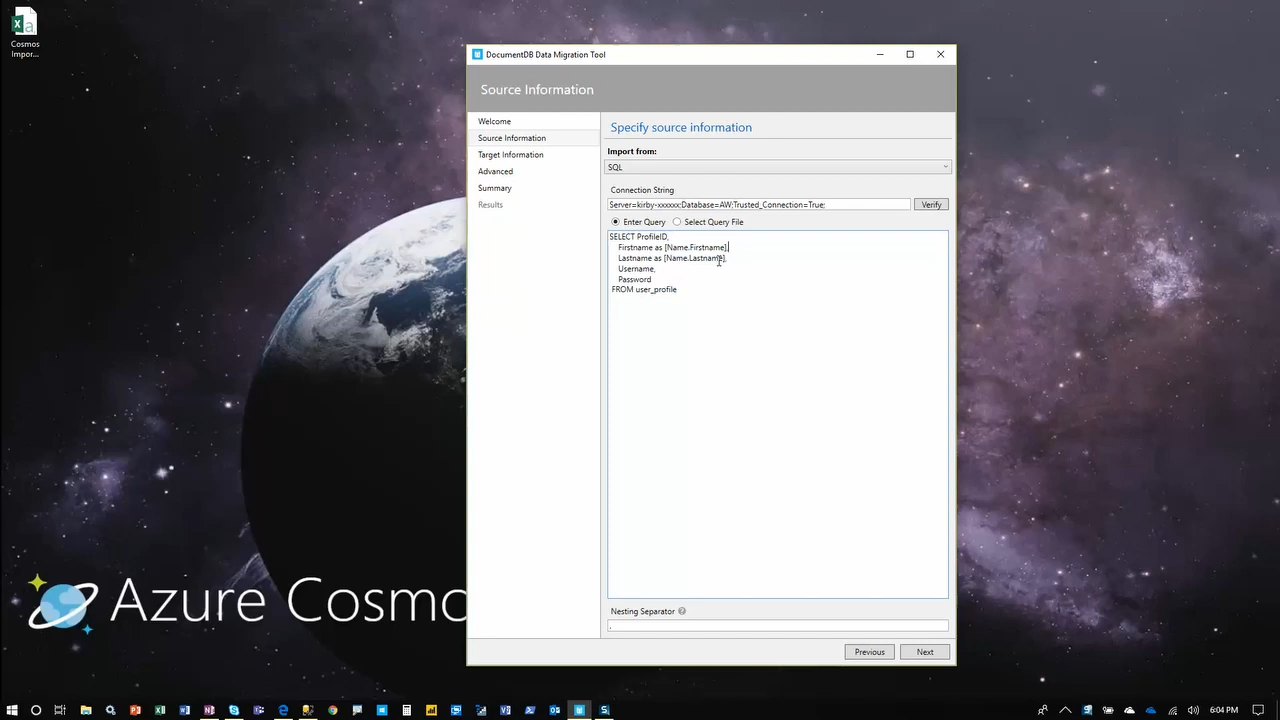 Cosmos
Impor...
DocumentDB Data Migration Tool
Source Information
Welcome
Source Information
Target Information
Advanced
Summary
Results
Specify source information
Import from:
SQL
Connection String
Server=kirby-xxxxxx;Database=AW;Trusted_Connection=True;
Verify
Enter Query
Select Query File
SELECT ProfileID,
Firstname as [Name.Firstname],
Lastname as [Name.Lastname],
Username,
Password
FROM user_profile
Nesting Separator
.
Previous
Next
Azure Cosmo
6:04 PM